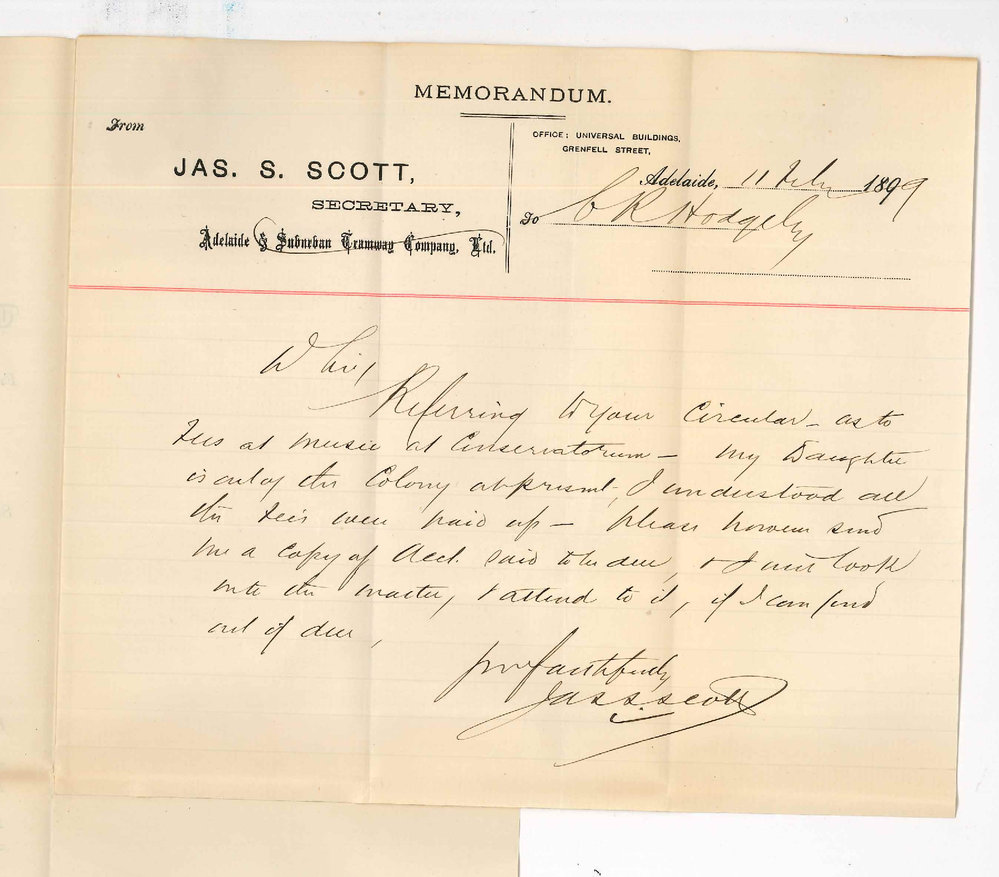 MEMORANDUM.
From
OFFICE: UNIVERSAL BUILDINGS,
GRENFELL STREET,
JAS. S. SCOTT,
SECRETARY,
Adelaide & Suburban Tramway Company, Ltd.
Adelaide, 11 Feby 1899
To C R Hodge Esq
D Sir,
Referring to your Circular - as to
Fees at music at Conservatorium - my Daughter
is out of the Colony at present, I understood all
the Fees were paid up - please however send
me a copy of Acct. said to be due, & I will look
into the matter, & attend to it, if I can find
out if due,
yrs faithfully
Jas S. Scott